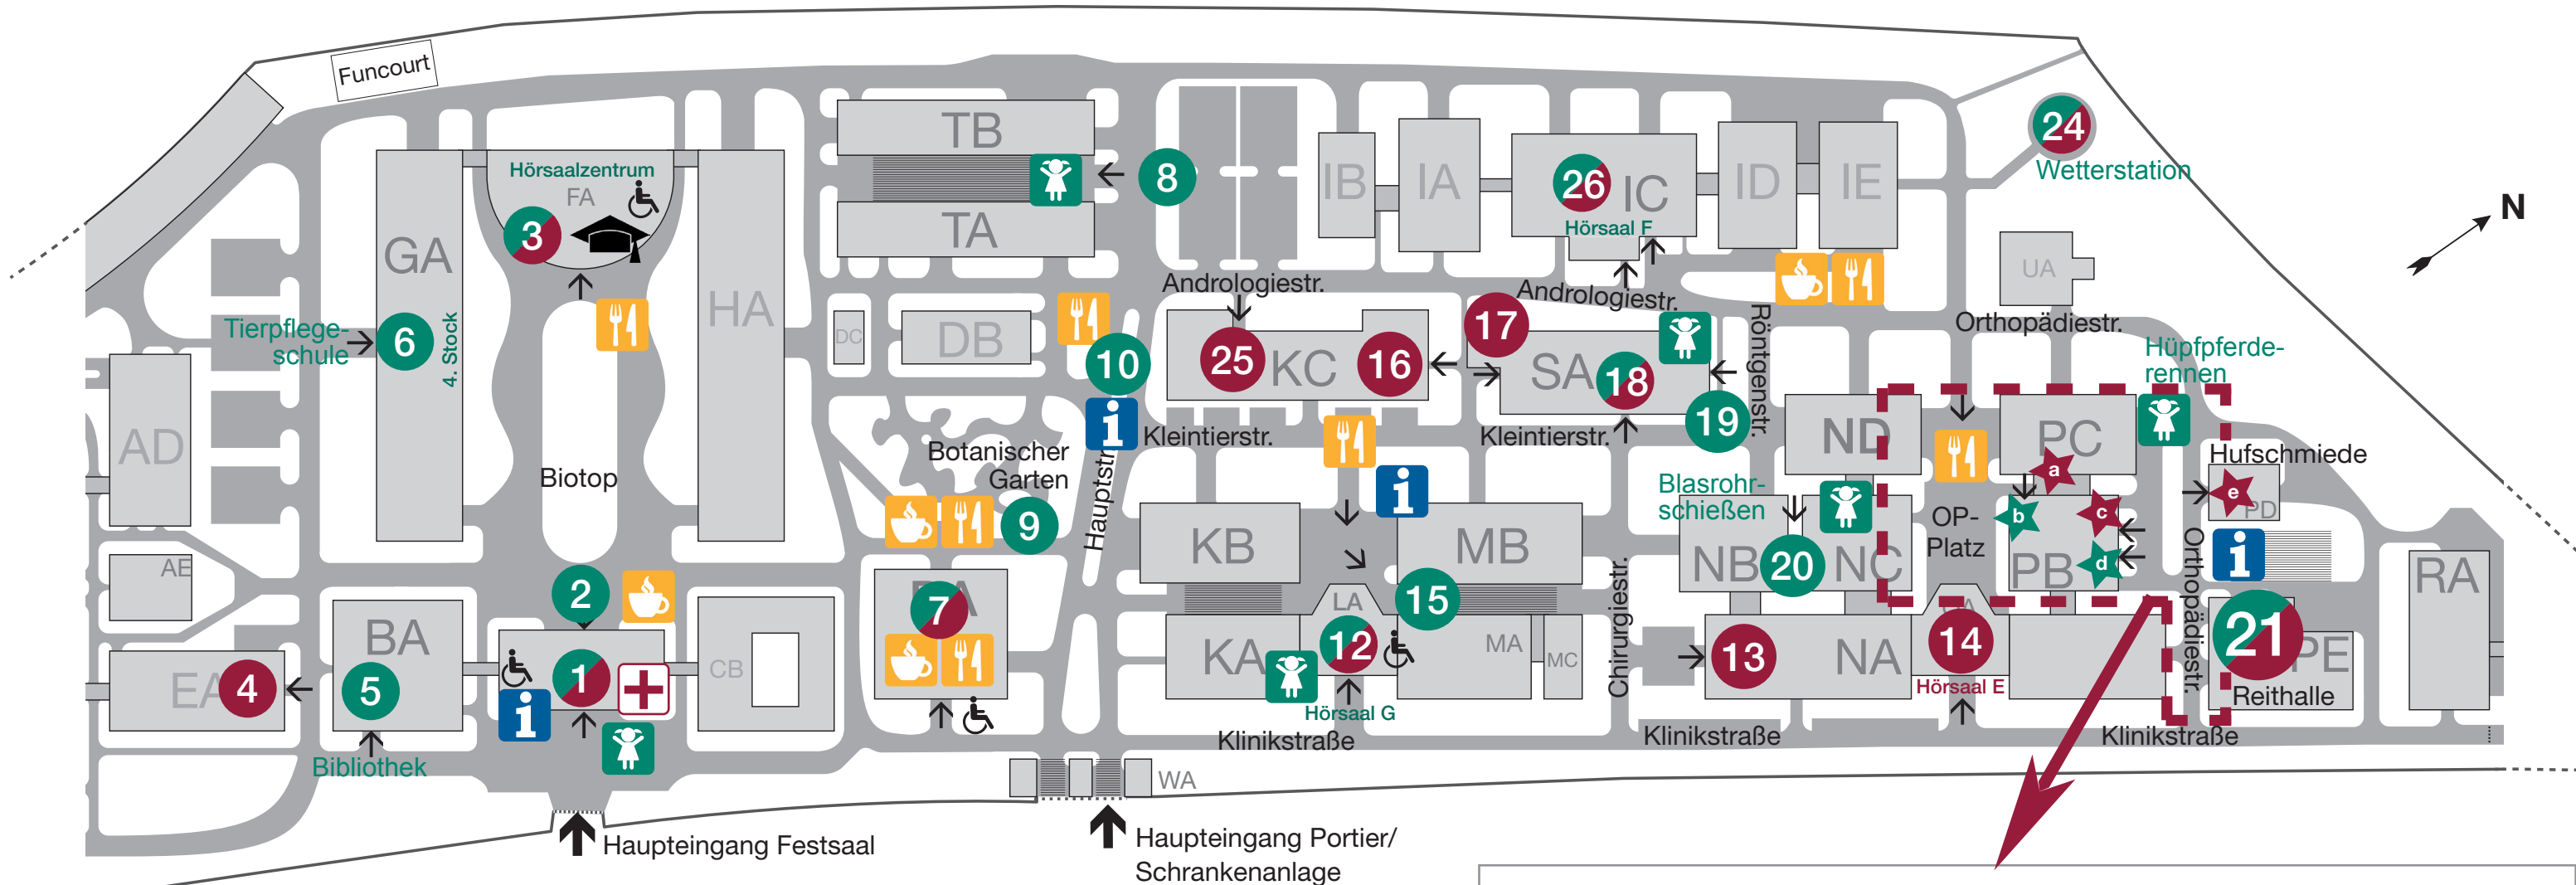 Funcourt
TB
24
Wetterstation
N
Hörsaalzentrum
FA
3
8
IB
IA
26
IC
Hörsaal F
ID
IE
TA
GA
6
4. Stock
Tierpflege-
schule
HA
UA
Andrologiestr.
Andrologiestr.
DC
DB
10
25
KC
16
17
SA
18
19
Röntgenstr.
Orthopädiestr.
Hüpfpferde-
rennen
AD
Biotop
Botanischer
Garten
9
i
Hauptstr.
Kleintierstr.
Kleintierstr.
ND
PC
a
Hufschmiede
e
PD
Blasrohr-
schießen
OP-
Platz
b
c
d
PB
i
KB
MB
NB
20
NC
i
Orthopädiestr.
AE
2
7
LA
15
Chirurgiestr.
RA
BA
5
EA
4
1
i
CB
KA
12
MA
MC
13
NA
14
Hörsaal E
21
PE
Reithalle
Hörsaal G
Bibliothek
Klinikstraße
Klinikstraße
Klinikstraße
WA
Haupteingang Festsaal
Haupteingang Portier/
Schrankenanlage